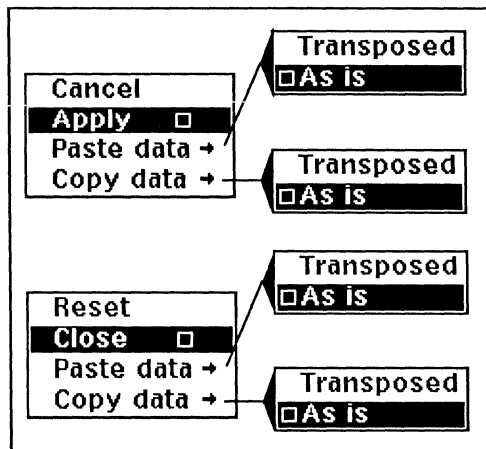 Transposed
As is
Cancel
Apply
Paste data →
Copy data →
Transposed
As is
Transposed
As is
Reset
Close
Paste data →
Copy data →
Transposed
As is